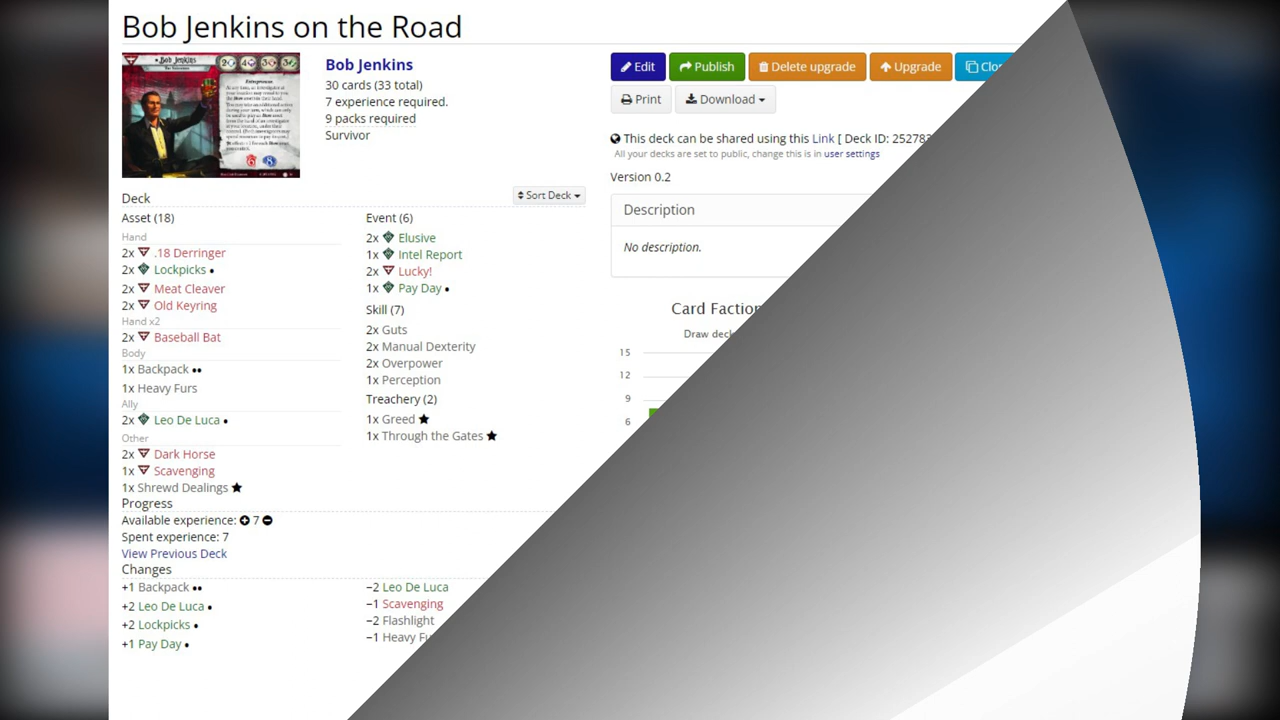 Bob Jenkins on the Road
Bob Jenkins
30 cards (33 total)
7 experience required.
9 packs required
Survivor
Edit
Publish
Delete upgrade
Upgrade
Print
Download
This deck can be shared using this Link [ Deck ID: 25278
All your decks are set to public, change this is in user settings
Version 0.2
Description
No description.
Deck
Sort Deck
Asset (18)
Hand
2x .18 Derringer
2x Lockpicks •
2x Meat Cleaver
2x Old Keyring
Hand x2
2x Baseball Bat
Body
1x Backpack ••
1x Heavy Furs
Ally
2x Leo De Luca •
Other
2x Dark Horse
1x Scavenging
1x Shrewd Dealings ★
Event (6)
2x Elusive
1x Intel Report
2x Lucky!
1x Pay Day •
Skill (7)
2x Guts
2x Manual Dexterity
2x Overpower
1x Perception
Treachery (2)
1x Greed ★
1x Through the Gates ★
Card Faction
Draw deck
15
12
9
6
Progress
Available experience: 7
Spent experience: 7
View Previous Deck
Changes
+1 Backpack ••
+2 Leo De Luca •
+2 Lockpicks •
+1 Pay Day •
−2 Leo De Luca
−1 Scavenging
−2 Flashlight
−1 Heavy Fu